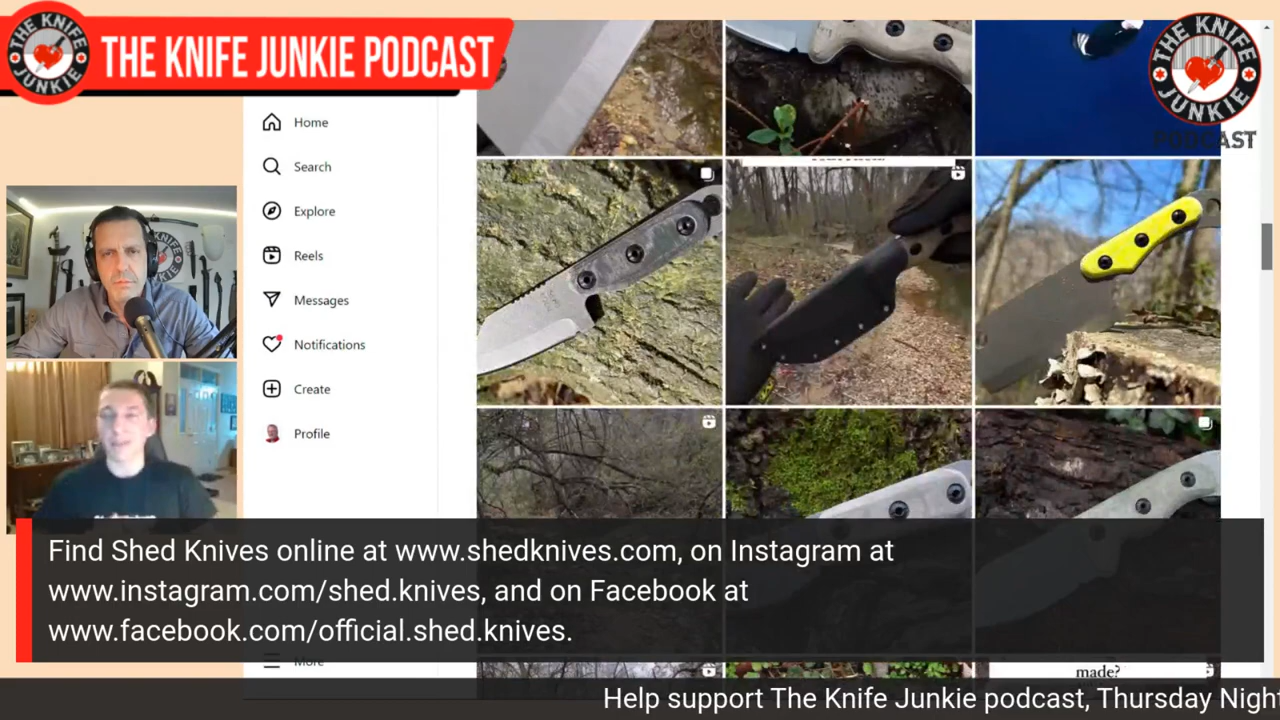 THE KNIFE JUNKIE
THE KNIFE JUNKIE PODCAST
THE KNIFE JUNKIE
PODCAST
Home
Search
Explore
Reels
Messages
Notifications
Create
Profile
Find Shed Knives online at www.shedknives.com, on Instagram at
www.instagram.com/shed.knives, and on Facebook at
www.facebook.com/official.shed.knives.
More
made?
Help support The Knife Junkie podcast, Thursday Nigh